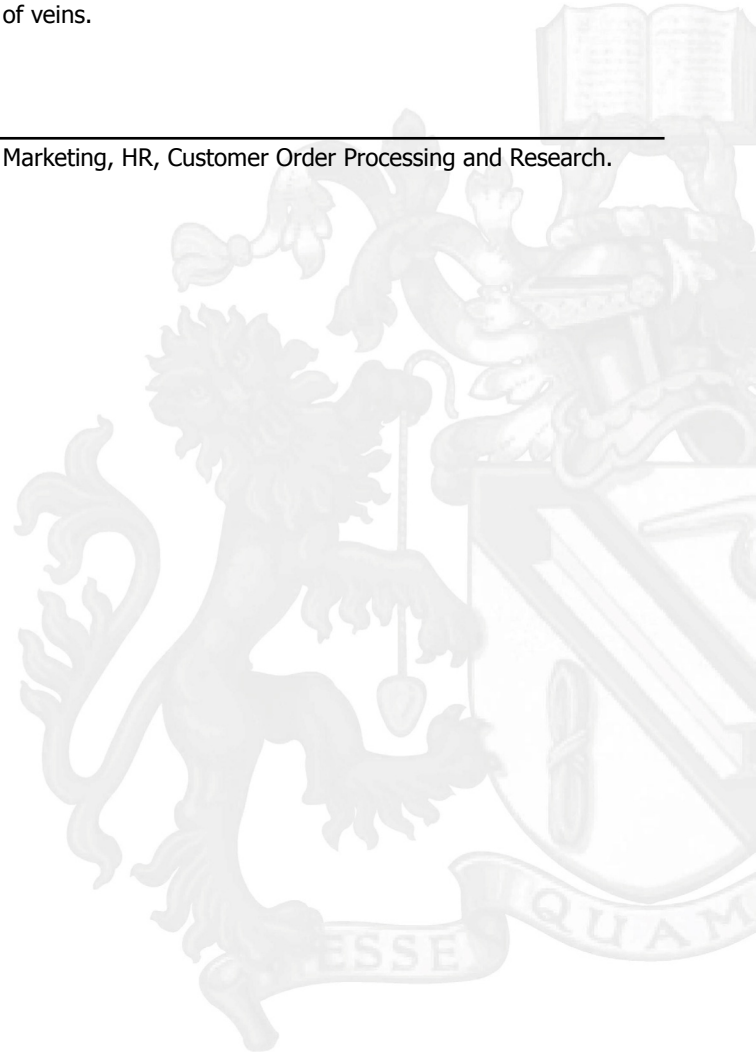 of veins.
Marketing, HR, Customer Order Processing and Research.
ESSE
QUAM